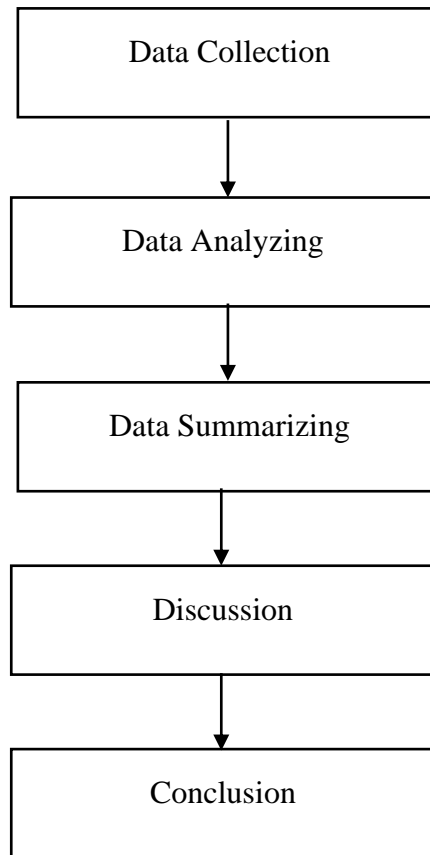 Data Collection
Data Analyzing
Data Summarizing
Discussion
Conclusion